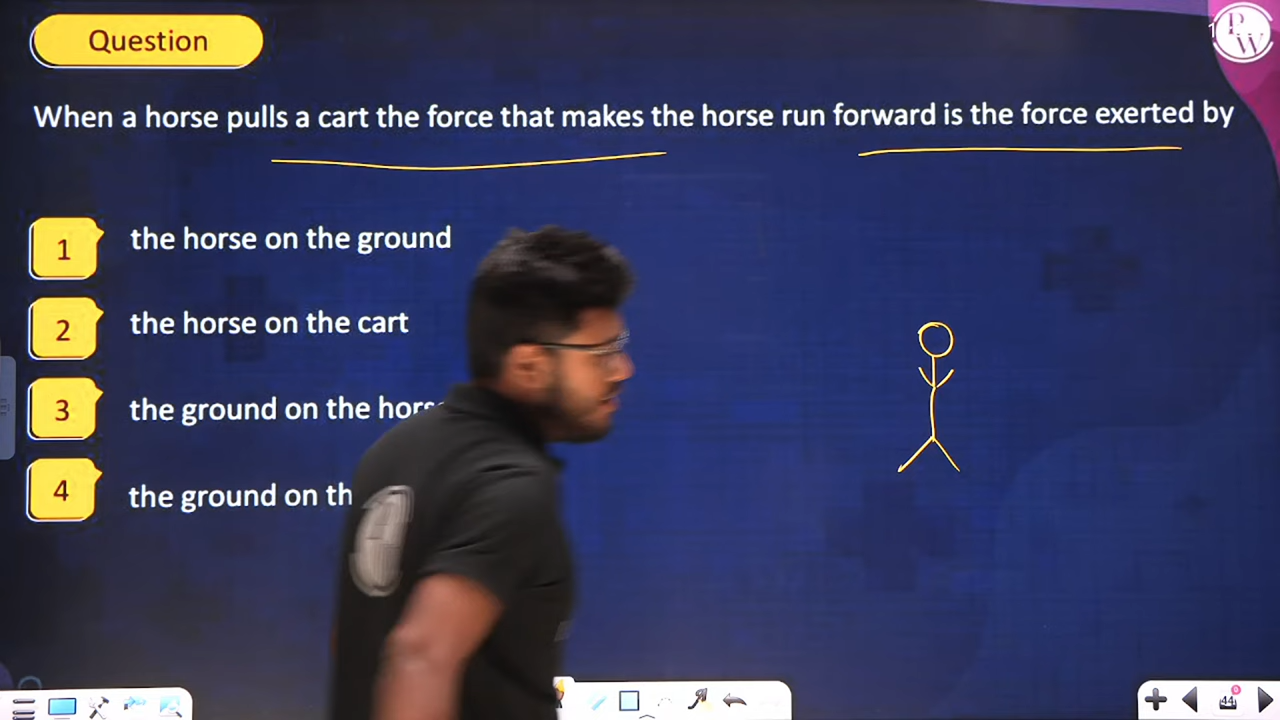 Question
When a horse pulls a cart the force that makes the horse run forward is the force exerted by
1 the horse on the ground
2 the horse on the cart
3 the ground on the
4 the ground on
PW
44